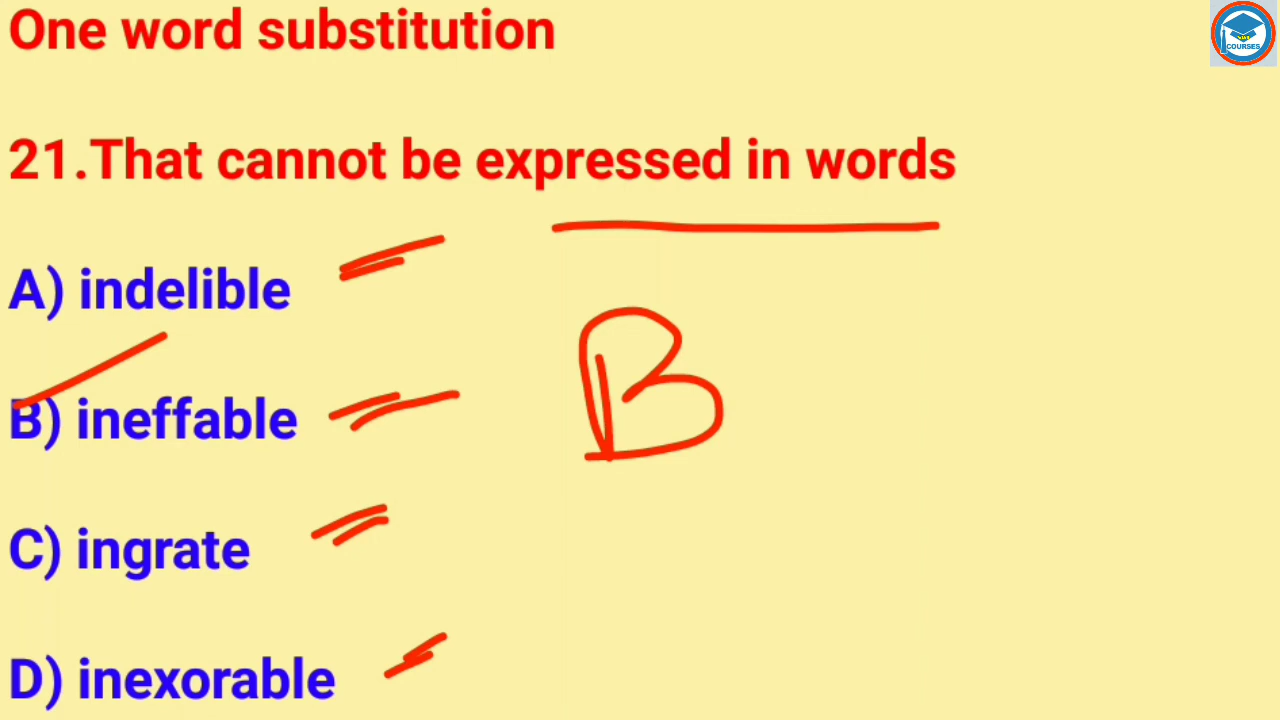 One word substitution
COURSES
21.That cannot be expressed in words
A) indelible
B) ineffable
B
C) ingrate
D) inexorable